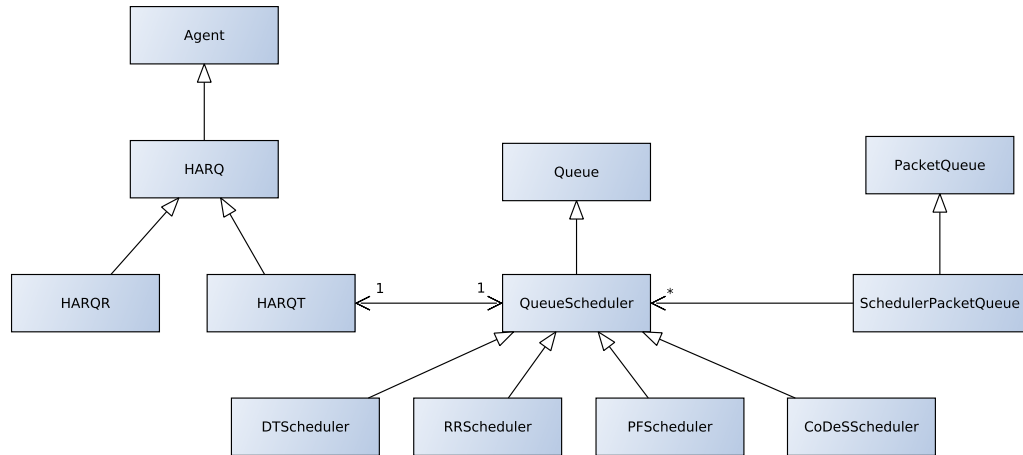 Agent
HARQ
Queue
PacketQueue
HARQR
HARQT
1
1
QueueScheduler
*
SchedulerPacketQueue
DTScheduler
RRScheduler
PFScheduler
CoDeSScheduler